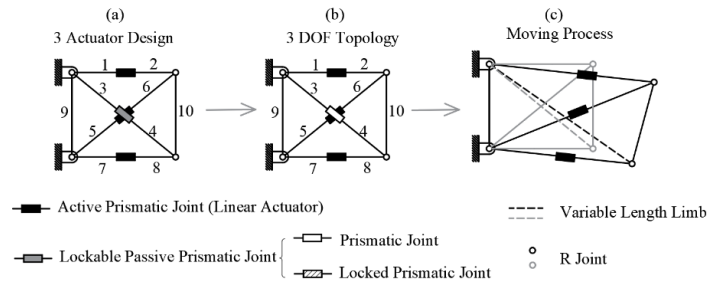 (a)
(b)
(c)
3 Actuator Design
3 DOF Topology
Moving Process
1 2
3 6
9 10
5 4
7 8
1 2
3 6
9 10
5 4
7 8
Active Prismatic Joint (Linear Actuator)
Variable Length Limb
Lockable Passive Prismatic Joint
Prismatic Joint
Locked Prismatic Joint
R Joint